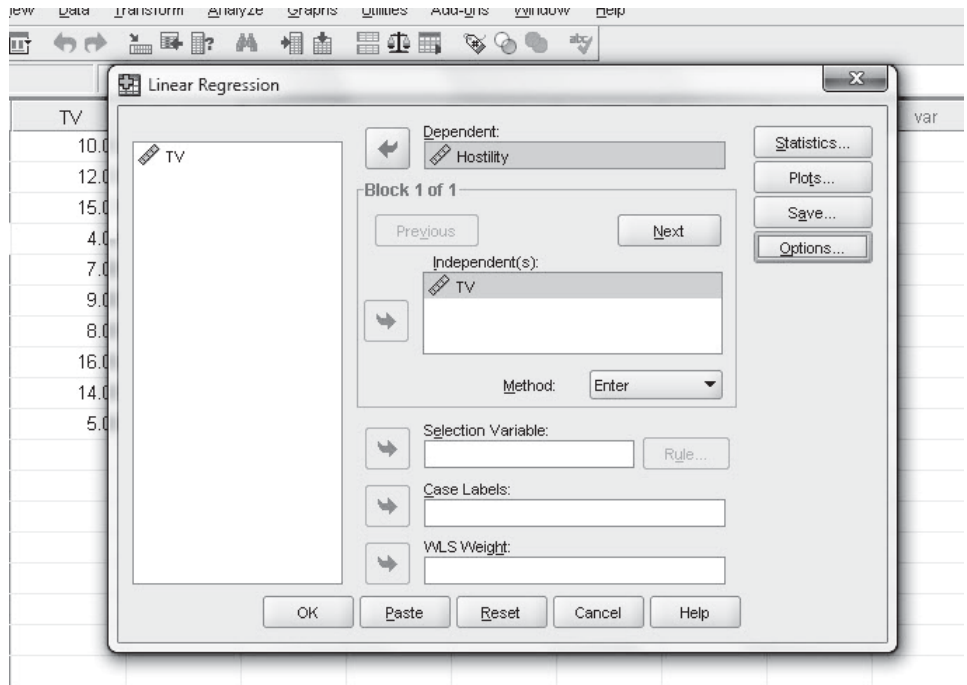 Data Transform Analyze Graphs Utilities Add-ons Window Help
Linear Regression
X
TV
var
10.0
12.0
15.0
4.0
7.0
9.0
8.0
16.0
14.0
5.0
TV
Dependent:
Hostility
Block 1 of 1
Previous
Next
Independent(s):
TV
Method: Enter
Selection Variable:
Rule...
Case Labels:
WLS Weight:
Statistics...
Plots...
Save...
Options...
OK Paste Reset Cancel Help